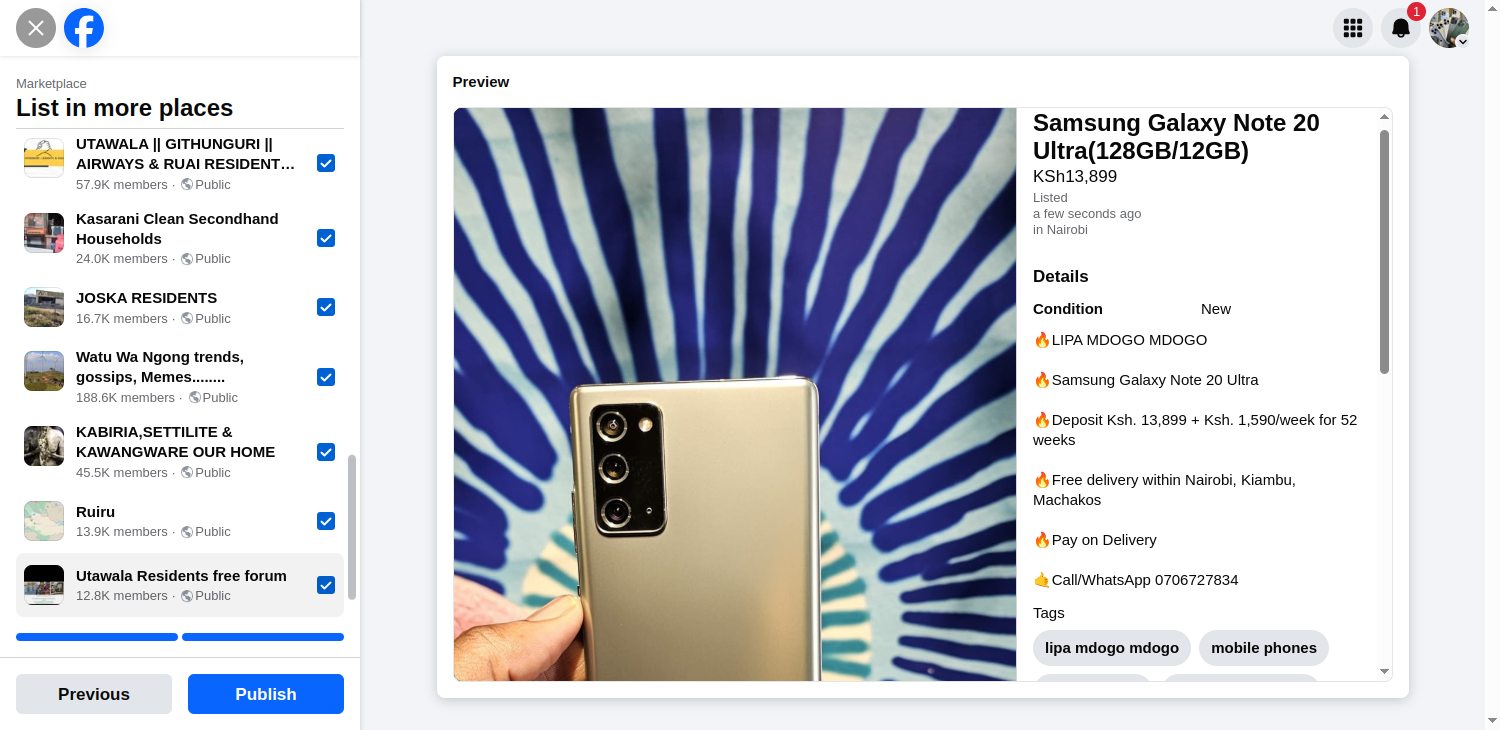 1
Marketplace
List in more places
UTAWALA || GITHUNGURI ||
AIRWAYS & RUAI RESIDENT…
57.9K members · Public
Kasarani Clean Secondhand
Households
24.0K members · Public
JOSKA RESIDENTS
16.7K members · Public
Watu Wa Ngong trends,
gossips, Memes........
188.6K members · Public
KABIRIA,SETTILITE &
KAWANGWARE OUR HOME
45.5K members · Public
Ruiru
13.9K members · Public
Utawala Residents free forum
12.8K members · Public
Previous
Publish
Preview
Samsung Galaxy Note 20
Ultra(128GB/12GB)
KSh13,899
Listed
a few seconds ago
in Nairobi
Details
Condition New
🔥LIPA MDOGO MDOGO
🔥Samsung Galaxy Note 20 Ultra
🔥Deposit Ksh. 13,899 + Ksh. 1,590/week for 52
weeks
🔥Free delivery within Nairobi, Kiambu,
Machakos
🔥Pay on Delivery
🤙Call/WhatsApp 0706727834
Tags
lipa mdogo mdogo
mobile phones